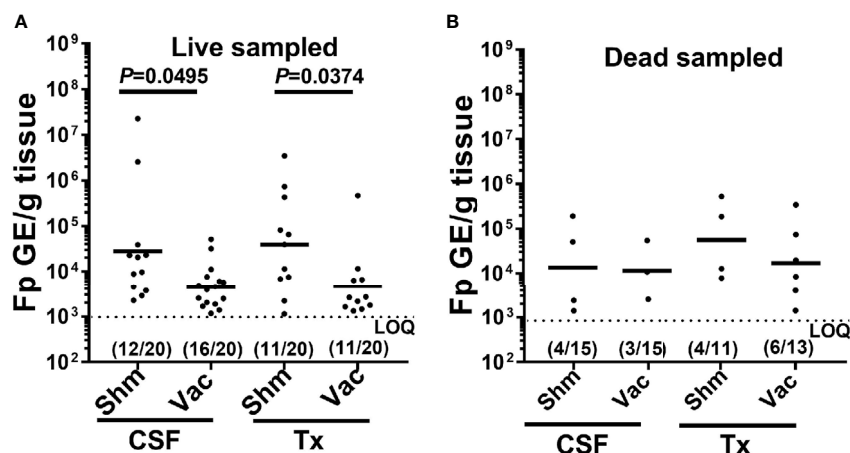 A
Live sampled
P=0.0495 P=0.0374
Fp GE/g tissue
10⁹
10⁸
10⁷
10⁶
10⁵
10⁴
10³
10²
LOQ
(12/20) (16/20) (11/20) (11/20)
Shm Vac Shm Vac
CSF Tx
B
Dead sampled
Fp GE/g tissue
10⁹
10⁸
10⁷
10⁶
10⁵
10⁴
10³
10²
LOQ
(4/15) (3/15) (4/11) (6/13)
Shm Vac Shm Vac
CSF Tx